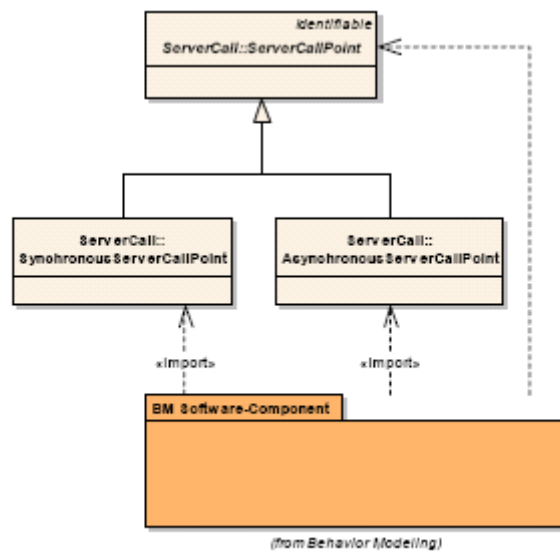 Identifiable
ServerCall::ServerCallPoint
ServerCall::
SynchronousServerCallPoint
ServerCall::
AsynchronousServerCallPoint
«import»
«import»
BM Software-Component
(from Behavior Modeling)